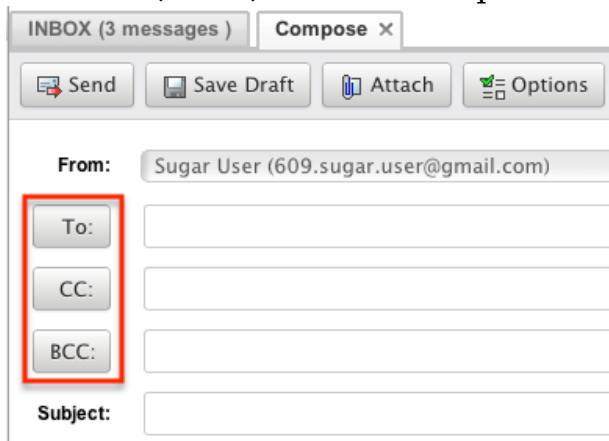 INBOX (3 messages ) Compose ×
Send Save Draft Attach Options
From: Sugar User (609.sugar.user@gmail.com)
To:
CC:
BCC:
Subject: